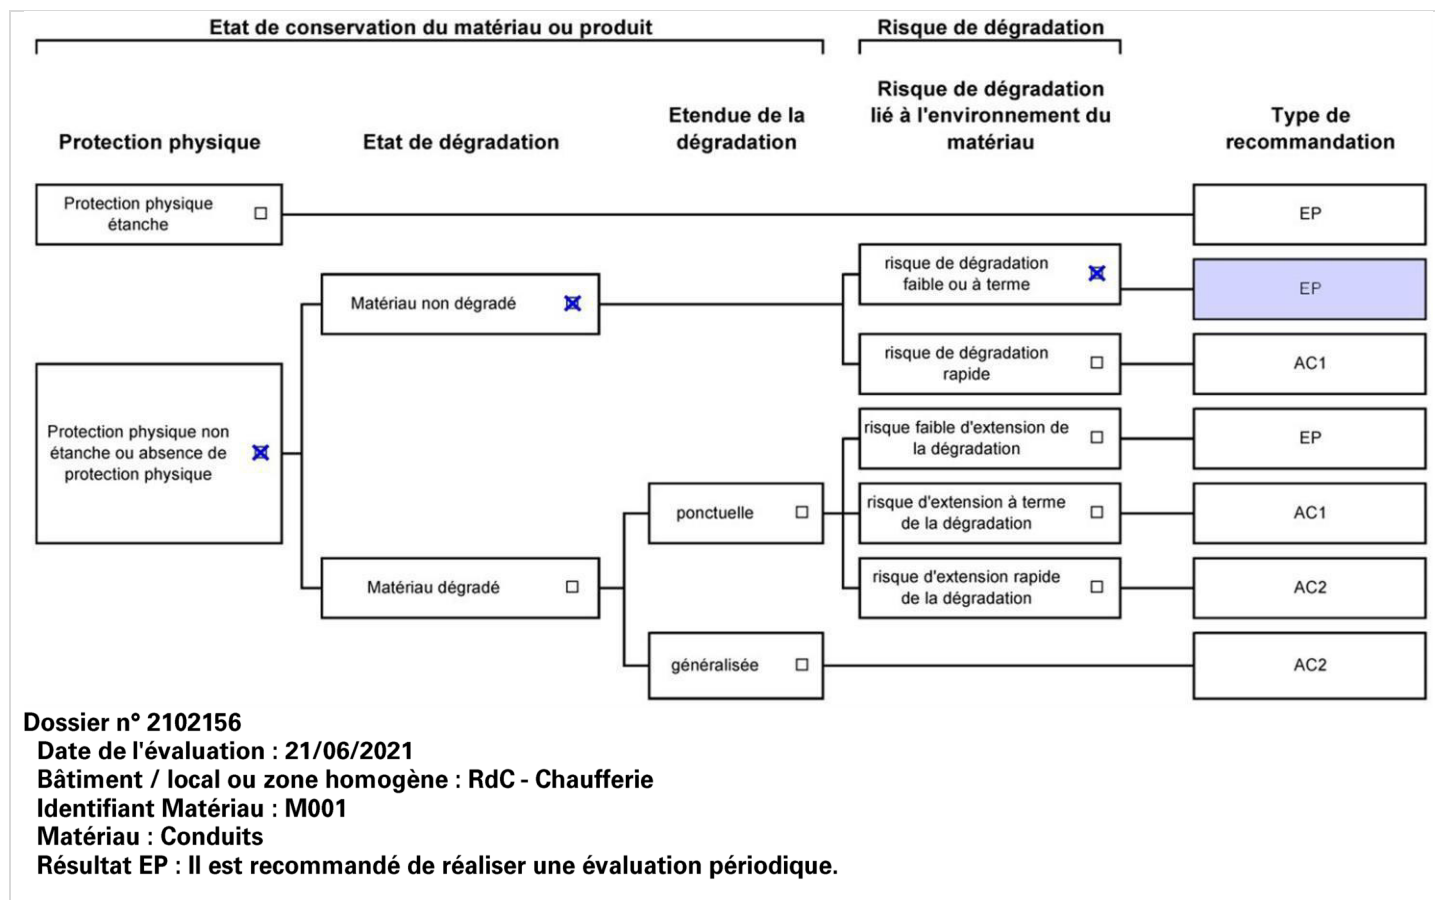 Etat de conservation du matériau ou produit
Risque de dégradation
Protection physique
Etat de dégradation
Etendue de la
dégradation
Risque de dégradation
lié à l'environnement du
matériau
Type de
recommandation
Protection physique
étanche
EP
Matériau non dégradé
risque de dégradation
faible ou à terme
EP
risque de dégradation
rapide
AC1
Protection physique non
étanche ou absence de
protection physique
risque faible d'extension de
la dégradation
EP
ponctuelle
risque d'extension à terme
de la dégradation
AC1
Matériau dégradé
risque d'extension rapide
de la dégradation
AC2
généralisée
AC2
Dossier n° 2102156
Date de l'évaluation : 21/06/2021
Bâtiment / local ou zone homogène : RdC - Chaufferie
Identifiant Matériau : M001
Matériau : Conduits
Résultat EP : Il est recommandé de réaliser une évaluation périodique.